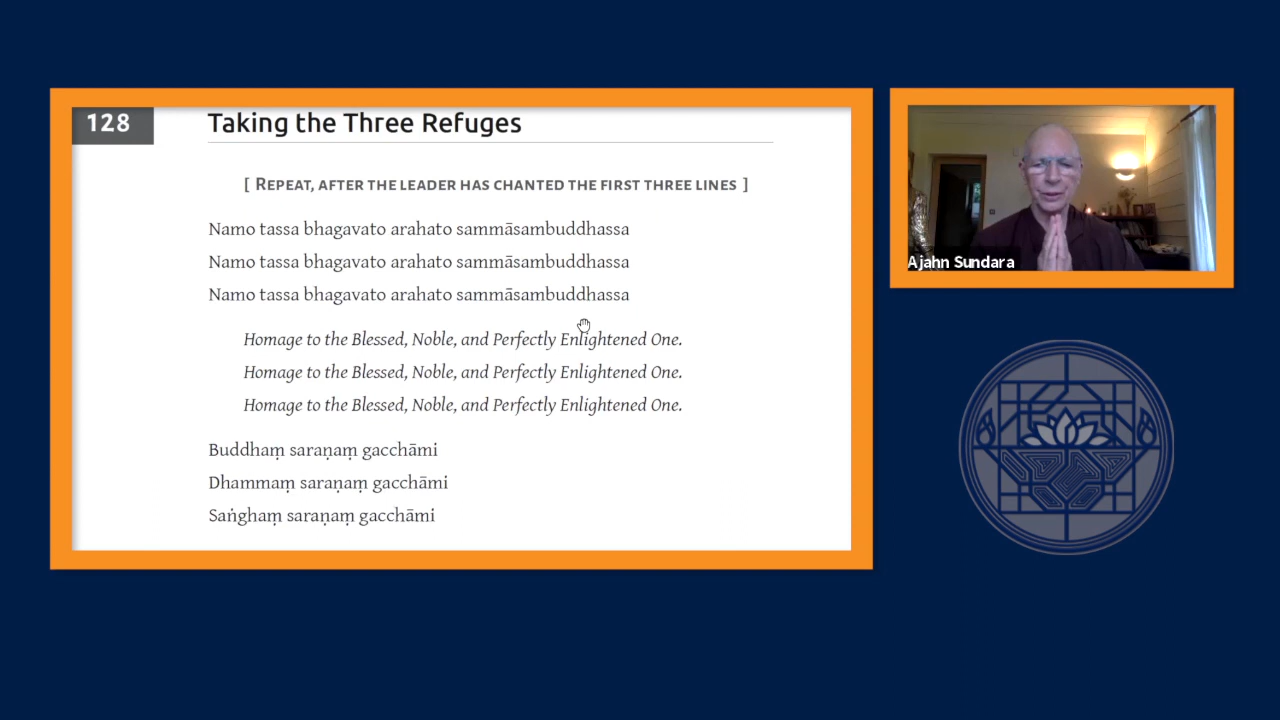 128
Taking the Three Refuges
[ Repeat, after the leader has chanted the first three lines ]
Namo tassa bhagavato arahato sammāsambuddhassa
Namo tassa bhagavato arahato sammāsambuddhassa
Namo tassa bhagavato arahato sammāsambuddhassa
Homage to the Blessed, Noble, and Perfectly Enlightened One.
Homage to the Blessed, Noble, and Perfectly Enlightened One.
Homage to the Blessed, Noble, and Perfectly Enlightened One.
Buddhaṃ saraṇaṃ gacchāmi
Dhammaṃ saraṇaṃ gacchāmi
Saṅghaṃ saraṇaṃ gacchāmi
Ajahn Sundara